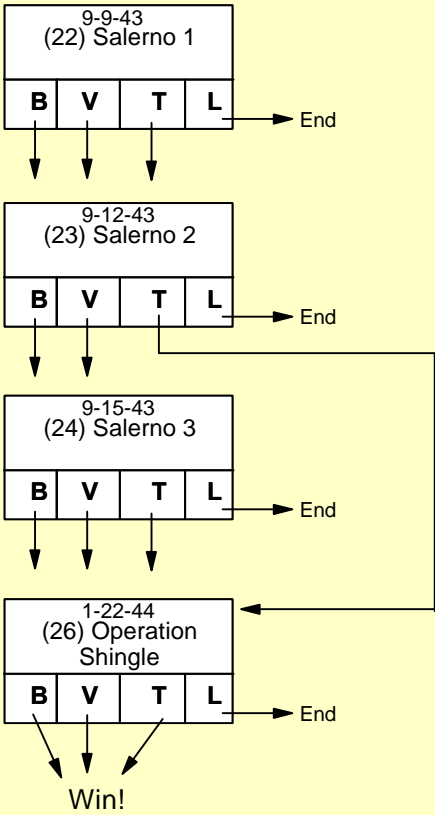 9-9-43
(22) Salerno 1
B V T L
End
9-12-43
(23) Salerno 2
B V T L
End
9-15-43
(24) Salerno 3
B V T L
End
1-22-44
(26) Operation
Shingle
B V T L
End
Win!